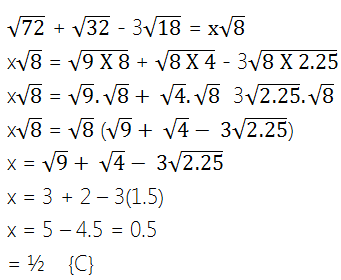 √72 + √32 - 3√18 = x√8
x√8 = √9 X 8 + √8 X 4 - 3√8 X 2.25
x√8 = √9.√8 + √4.√8 3√2.25.√8
x√8 = √8 (√9 + √4 − 3√2.25)
x = √9 + √4 − 3√2.25
x = 3 + 2 – 3(1.5)
x = 5 – 4.5 = 0.5
= ½ {C}